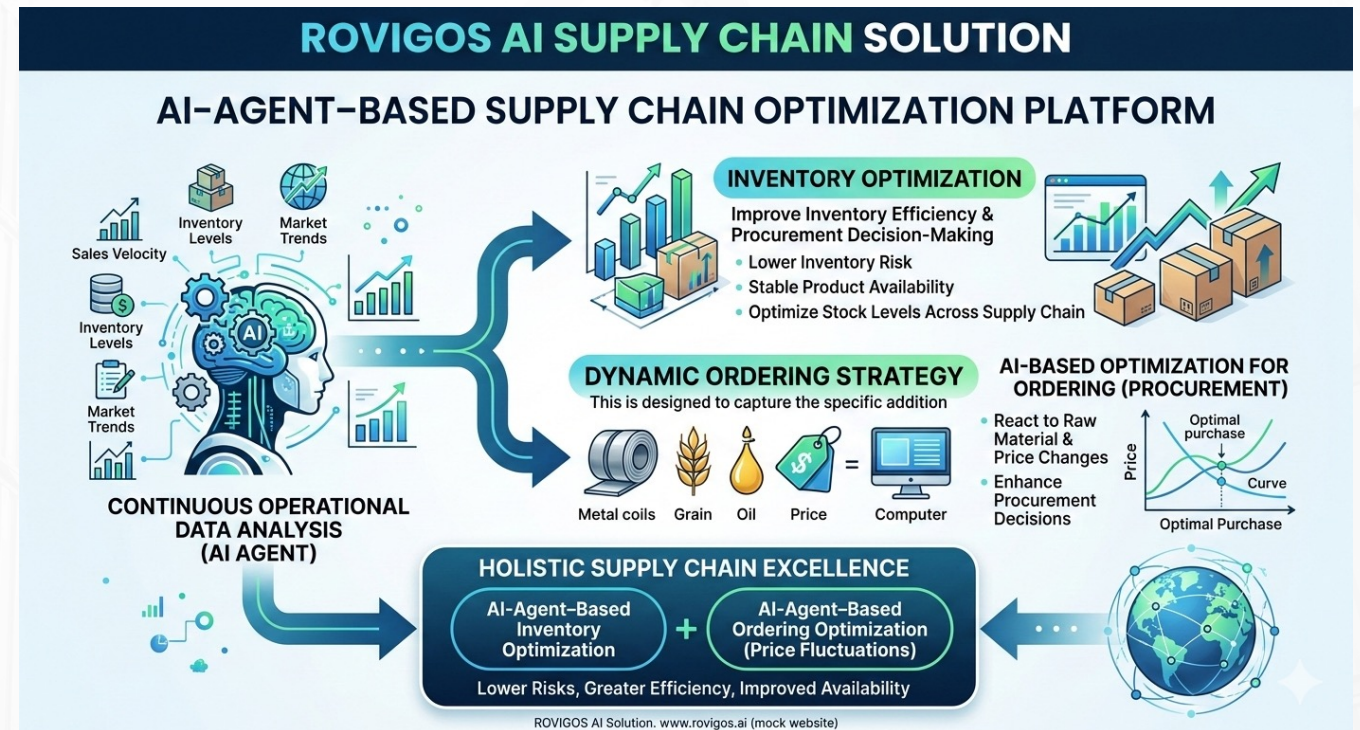 ROVIGOS AI SUPPLY CHAIN SOLUTION
AI-AGENT-BASED SUPPLY CHAIN OPTIMIZATION PLATFORM
Sales Velocity
Inventory
Levels
Market
Trends
Inventory
Levels
Market
Trends
AI
CONTINUOUS OPERATIONAL
DATA ANALYSIS
(AI AGENT)
INVENTORY OPTIMIZATION
Improve Inventory Efficiency &
Procurement Decision-Making
• Lower Inventory Risk
• Stable Product Availability
• Optimize Stock Levels Across Supply Chain
DYNAMIC ORDERING STRATEGY
This is designed to capture the specific addition
$
=
Metal coils
Grain
Oil
Price
Computer
AI-BASED OPTIMIZATION FOR
ORDERING (PROCUREMENT)
• React to Raw
Material &
Price Changes
• Enhance
Procurement
Decisions
Price
Optimal
purchase
Curve
Optimal Purchase
HOLISTIC SUPPLY CHAIN EXCELLENCE
AI-Agent-Based
Inventory
Optimization
+
AI-Agent-Based
Ordering Optimization
(Price Fluctuations)
Lower Risks, Greater Efficiency, Improved Availability
ROVIGOS AI Solution. www.rovigos.ai (mock website)